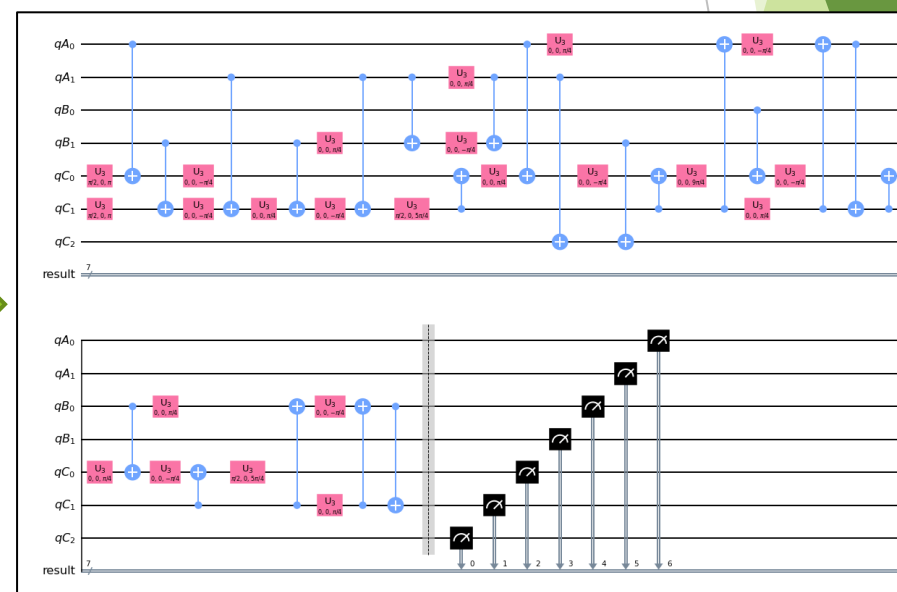 qA0
U3 0, 0, π/4
U3 0, 0, −π/4
qA1
U3 0, 0, π/4
qB0
qB1
U3 0, 0, π/4
U3 0, 0, −π/4
qC0
U3 π/2, 0, π
U3 0, 0, −π/4
U3 0, 0, π/4
U3 0, 0, −π/4
U3 0, 0, 9π/4
U3 0, 0, −π/4
qC1
U3 π/2, 0, π
U3 0, 0, −π/4
U3 0, 0, π/4
U3 0, 0, −π/4
U3 π/2, 0, 5π/4
U3 0, 0, π/4
qC2
result
7
qA0
qA1
qB0
U3 0, 0, π/4
U3 0, 0, −π/4
qB1
qC0
U3 0, 0, π/4
U3 0, 0, −π/4
U3 π/2, 0, 5π/4
qC1
U3 0, 0, π/4
qC2
result
7
0 1 2 3 4 5 6